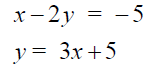 x − 2y = −5
y = 3x + 5